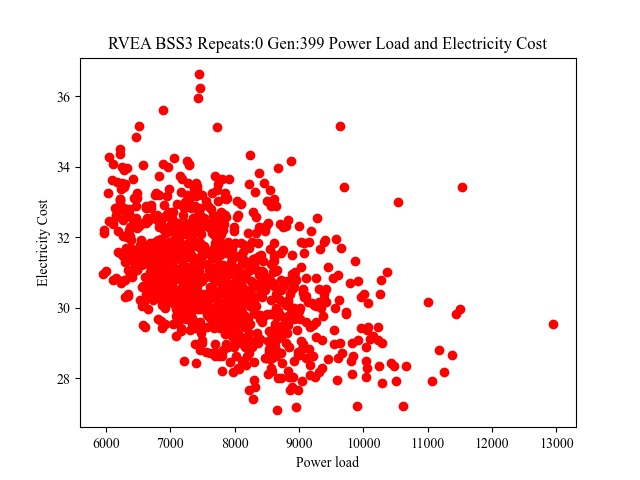 RVEA BSS3 Repeats:0 Gen:399 Power Load and Electricity Cost
Electricity Cost
36
34
32
30
28
6000 7000 8000 9000 10000 11000 12000 13000
Power load